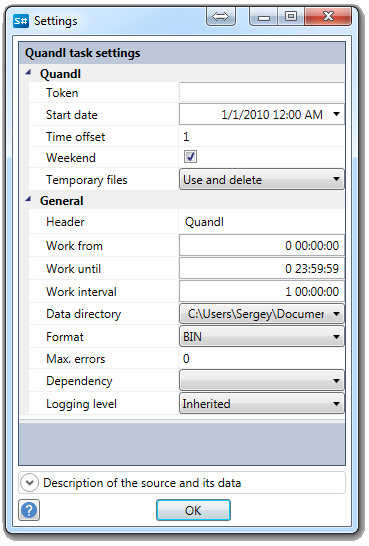 S# Settings
Quandl task settings
Quandl
Token
Start date 1/1/2010 12:00 AM
Time offset 1
Weekend
Temporary files Use and delete
General
Header Quandl
Work from 0 00:00:00
Work until 0 23:59:59
Work interval 1 00:00:00
Data directory C:\Users\Sergey\Documer
Format BIN
Max. errors 0
Dependency
Logging level Inherited
Description of the source and its data
? OK